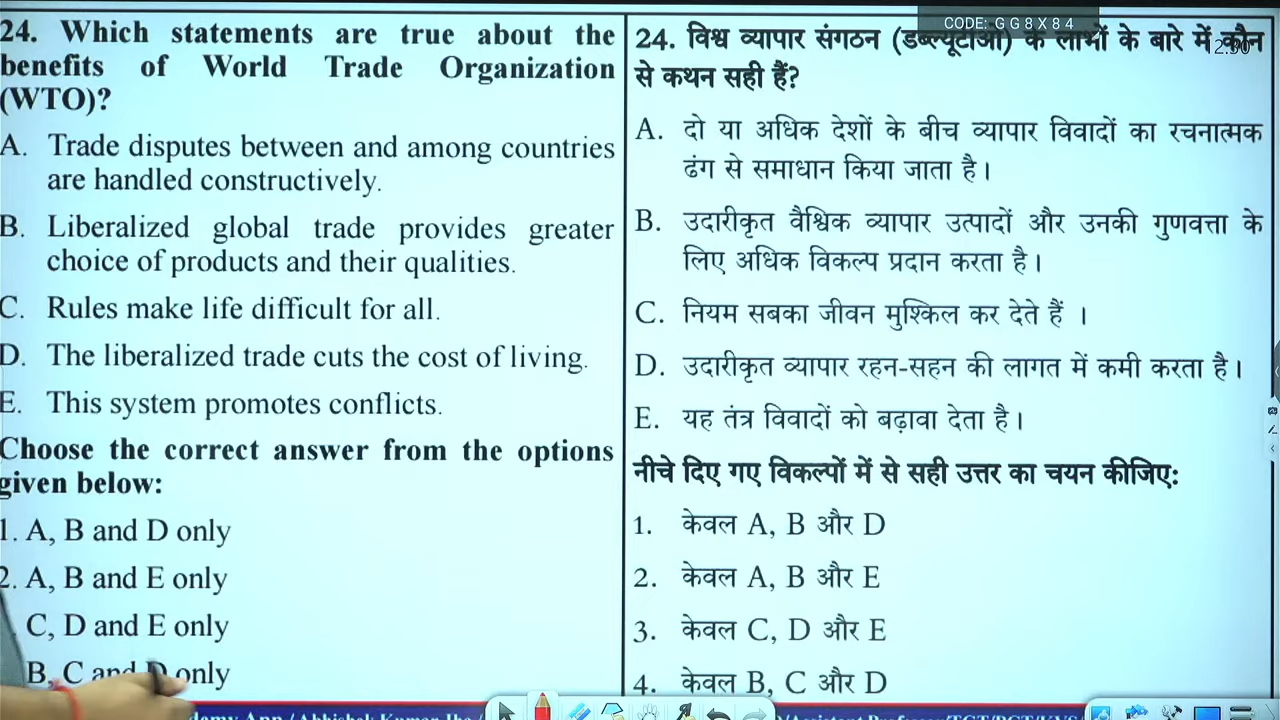 CODE: G G 8 X 8 4
24. Which statements are true about the
benefits of World Trade Organization
(WTO)?
A. Trade disputes between and among countries
are handled constructively.
B. Liberalized global trade provides greater
choice of products and their qualities.
C. Rules make life difficult for all.
D. The liberalized trade cuts the cost of living.
E. This system promotes conflicts.
Choose the correct answer from the options
given below:
1. A, B and D only
2. A, B and E only
C, D and E only
B, C and D only
24. विश्व व्यापार संगठन (डब्ल्यूटीओ) के लाभों के बारे में कौन
से कथन सही हैं?
A. दो या अधिक देशों के बीच व्यापार विवादों का रचनात्मक
ढंग से समाधान किया जाता है।
B. उदारीकृत वैश्विक व्यापार उत्पादों और उनकी गुणवत्ता के
लिए अधिक विकल्प प्रदान करता है।
C. नियम सबका जीवन मुश्किल कर देते हैं ।
D. उदारीकृत व्यापार रहन-सहन की लागत में कमी करता है।
E. यह तंत्र विवादों को बढ़ावा देता है।
नीचे दिए गए विकल्पों में से सही उत्तर का चयन कीजिए:
1. केवल A, B और D
2. केवल A, B और E
3. केवल C, D और E
4. केवल B, C और D